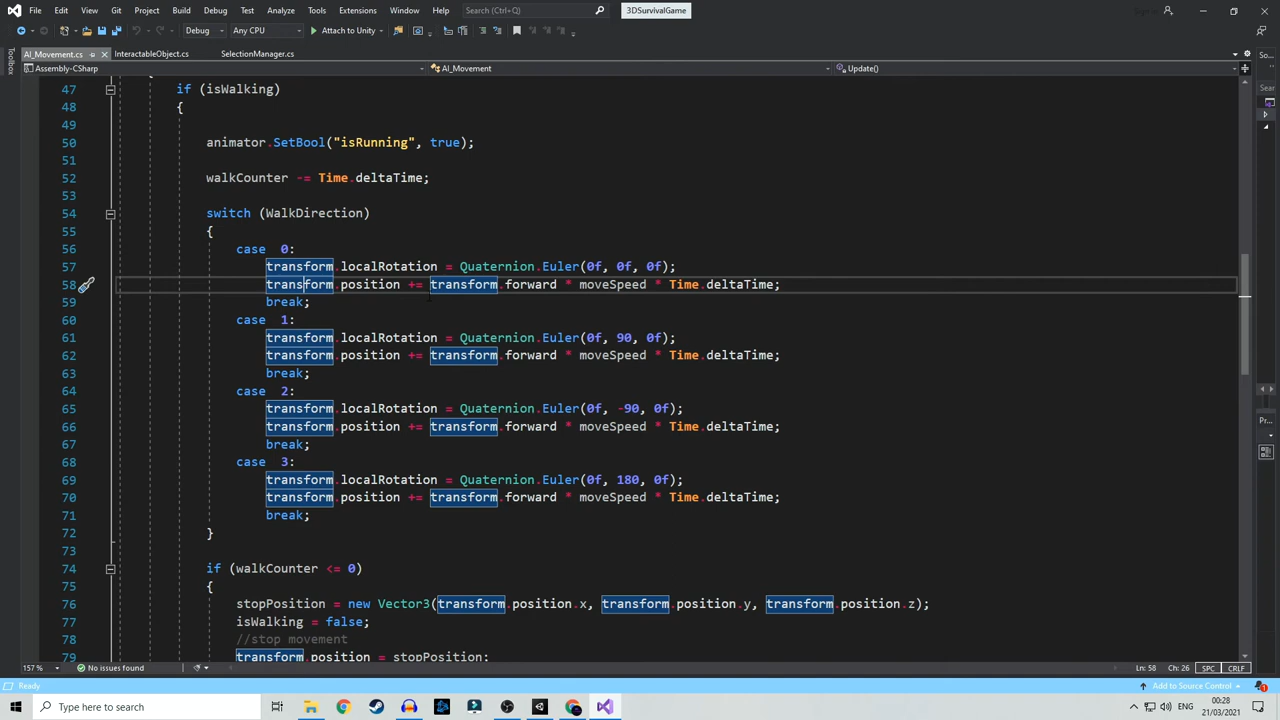 File Edit View Git Project Build Debug Test Analyze Tools Extensions Window Help Search (Ctrl+Q) 3DSurvivalGame
Debug Any CPU Attach to Unity
AI_Movement.cs InteractableObject.cs SelectionManager.cs
Toolbox
Assembly-CSharp AI_Movement Update()
47 if (isWalking)
48 {
49
50 animator.SetBool("isRunning", true);
51
52 walkCounter -= Time.deltaTime;
53
54 switch (WalkDirection)
55 {
56 case 0:
57 transform.localRotation = Quaternion.Euler(0f, 0f, 0f);
58 transform.position += transform.forward * moveSpeed * Time.deltaTime;
59 break;
60 case 1:
61 transform.localRotation = Quaternion.Euler(0f, 90, 0f);
62 transform.position += transform.forward * moveSpeed * Time.deltaTime;
63 break;
64 case 2:
65 transform.localRotation = Quaternion.Euler(0f, -90, 0f);
66 transform.position += transform.forward * moveSpeed * Time.deltaTime;
67 break;
68 case 3:
69 transform.localRotation = Quaternion.Euler(0f, 180, 0f);
70 transform.position += transform.forward * moveSpeed * Time.deltaTime;
71 break;
72 }
73
74 if (walkCounter <= 0)
75 {
76 stopPosition = new Vector3(transform.position.x, transform.position.y, transform.position.z);
77 isWalking = false;
78 //stop movement
79 transform.position = stopPosition;
So...
Sear
Pr...
157 % No issues found Ln: 58 Ch: 26 SPC CRLF
Ready Add to Source Control 1
Type here to search ENG 00:28
21/03/2021